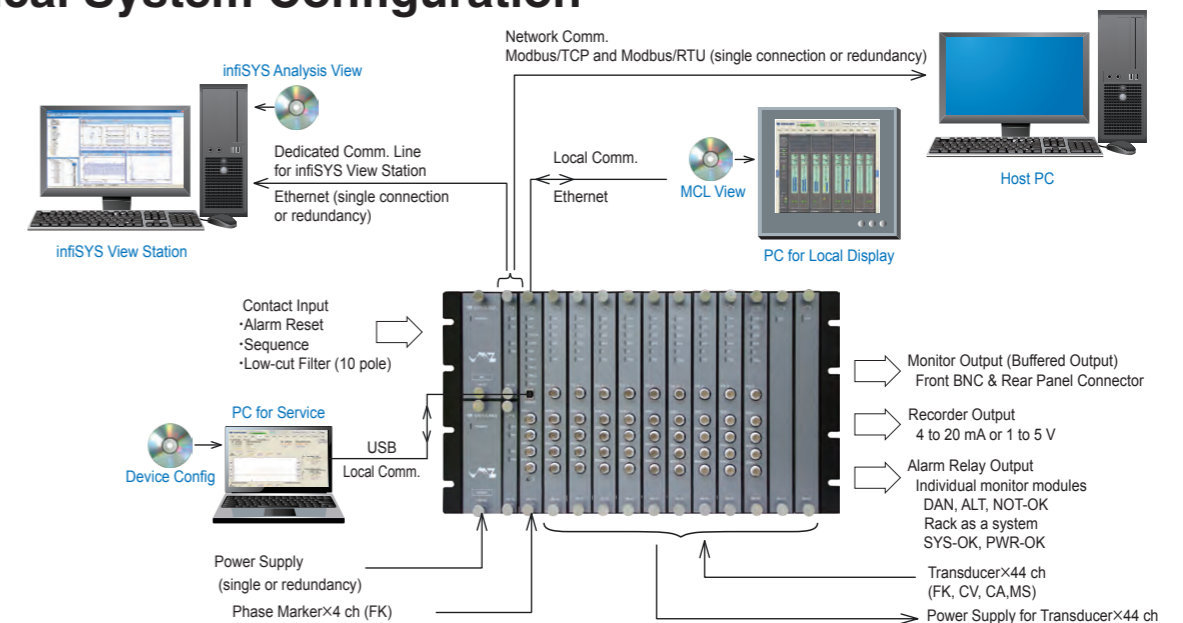 ical System Configuration
Network Comm.
Modbus/TCP and Modbus/RTU (single connection or redundancy)
infiSYS Analysis View
Dedicated Comm. Line
for infiSYS View Station
Ethernet (single connection
or redundancy)
infiSYS View Station
Local Comm.
Ethernet
MCL View
PC for Local Display
Host PC
Contact Input
・Alarm Reset
・Sequence
・Low-cut Filter (10 pole)
PC for Service
Device Config
USB
Local Comm.
Monitor Output (Buffered Output)
Front BNC & Rear Panel Connector
Recorder Output
4 to 20 mA or 1 to 5 V
Alarm Relay Output
Individual monitor modules
DAN, ALT, NOT-OK
Rack as a system
SYS-OK, PWR-OK
Power Supply
(single or redundancy)
Phase Marker×4 ch (FK)
Transducer×44 ch
(FK, CV, CA,MS)
Power Supply for Transducer×44 ch